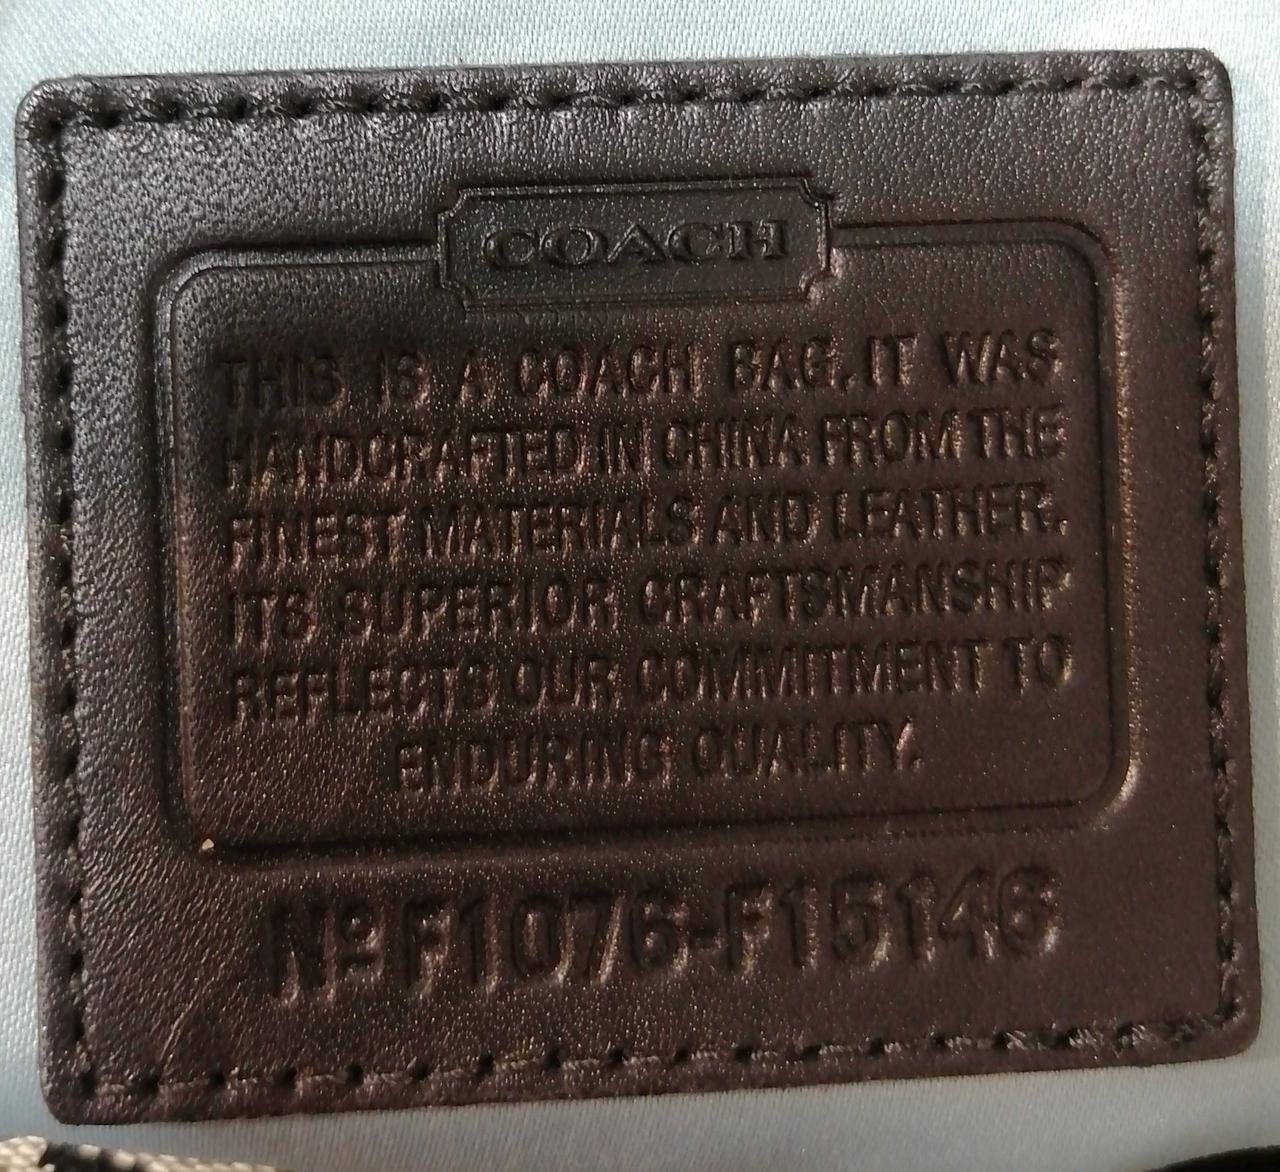 COACH
THIS IS A COACH BAG. IT WAS
HANDCRAFTED IN CHINA FROM THE
FINEST MATERIALS AND LEATHER.
ITS SUPERIOR CRAFTSMANSHIP
REFLECTS OUR COMMITMENT TO
ENDURING QUALITY.
Nº F1076-F15146